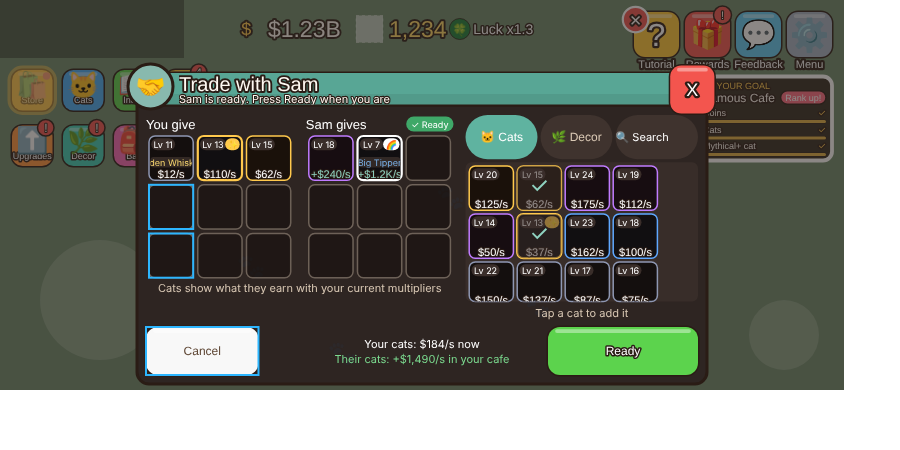 $ $1.23B 1,234 Luck x1.3
Tutorial Rewards Feedback Menu
Store Cats
Upgrades Decor
YOUR GOAL
Rank up!
Mythical+ cat
Trade with Sam
Sam is ready. Press Ready when you are
X
You give
Sam gives
✓ Ready
Lv 11
$12/s
Lv 13
$110/s
Lv 15
$62/s
Lv 18
+$240/s
Lv 7
Big Tipper
+$1.2K/s
Cats show what they earn with your current multipliers
Cats
Decor
Search
Lv 20
$125/s
Lv 15
$62/s
Lv 24
$175/s
Lv 19
$112/s
Lv 14
$50/s
Lv 13
$37/s
Lv 23
$162/s
Lv 18
$100/s
Lv 22
$150/s
Lv 21
$137/s
Lv 17
$87/s
Lv 16
$75/s
Tap a cat to add it
Cancel
Your cats: $184/s now
Their cats: +$1,490/s in your cafe
Ready